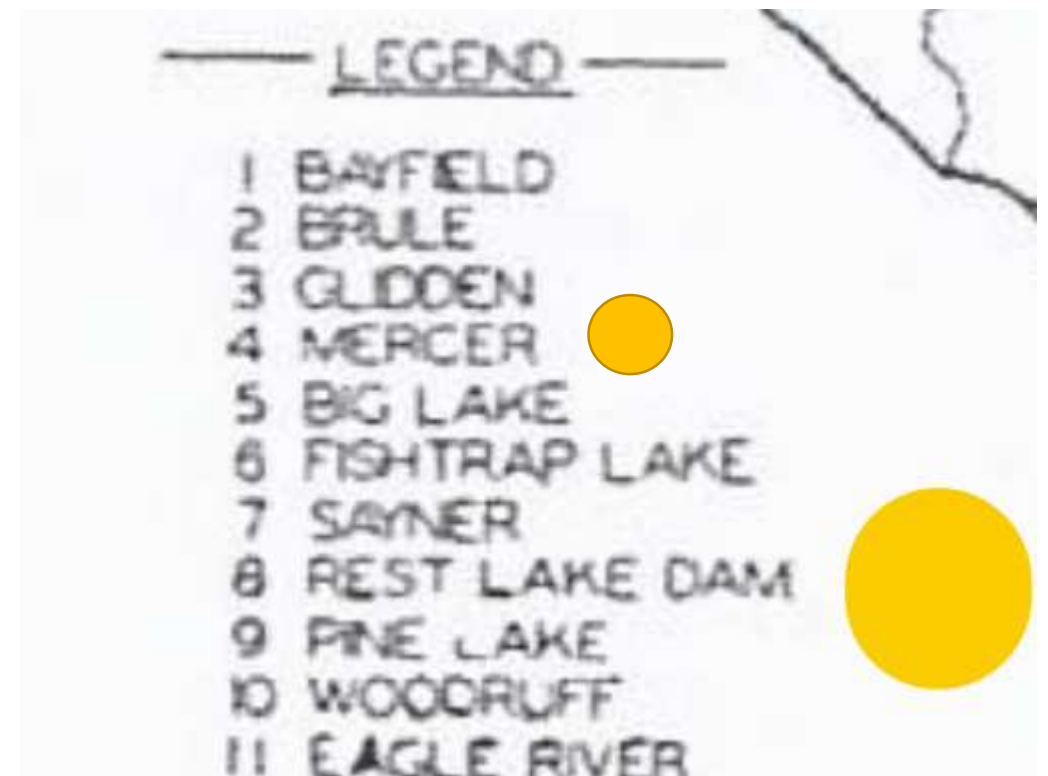 LEGEND
1 BAYFIELD
2 BRULE
3 GLIDDEN
4 MERCER
5 BIG LAKE
6 FISHTRAP LAKE
7 SAYNER
8 REST LAKE DAM
9 PINE LAKE
10 WOODRUFF
11 EAGLE RIVER